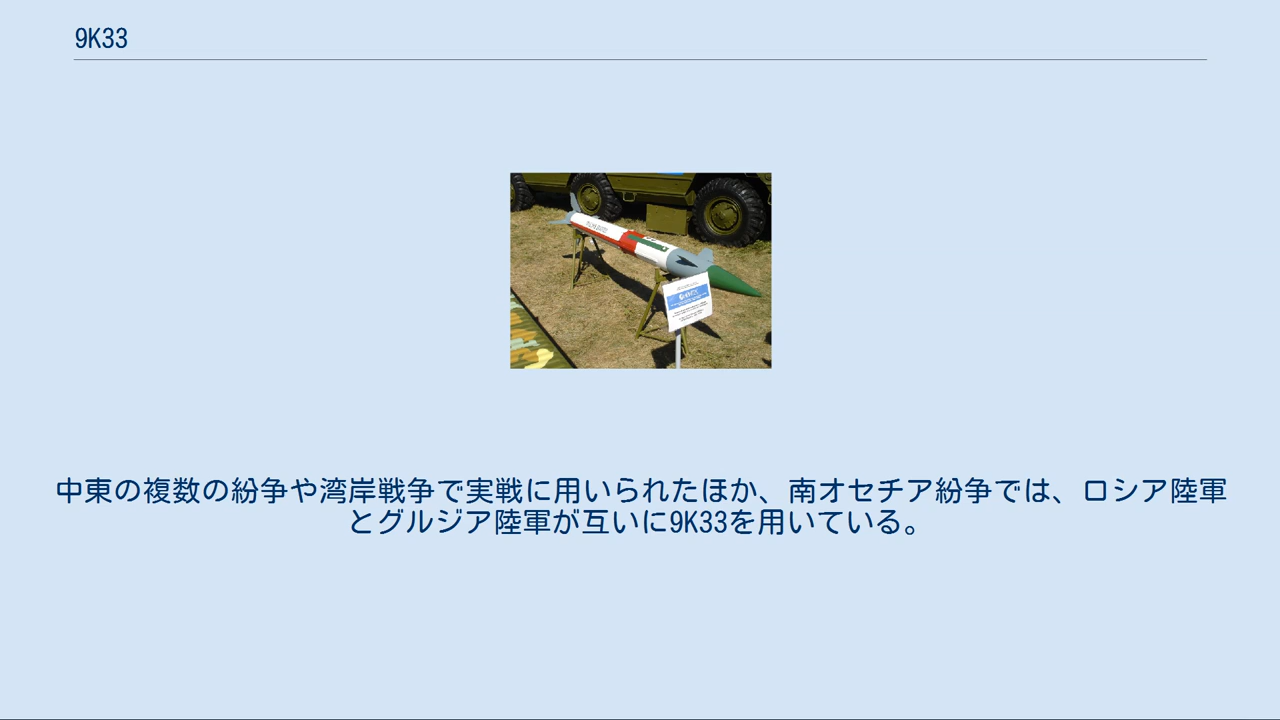 9K33
中東の複数の紛争や湾岸戦争で実戦に用いられたほか、南オセチア紛争では、ロシア陸軍
とグルジア陸軍が互いに9K33を用いている。